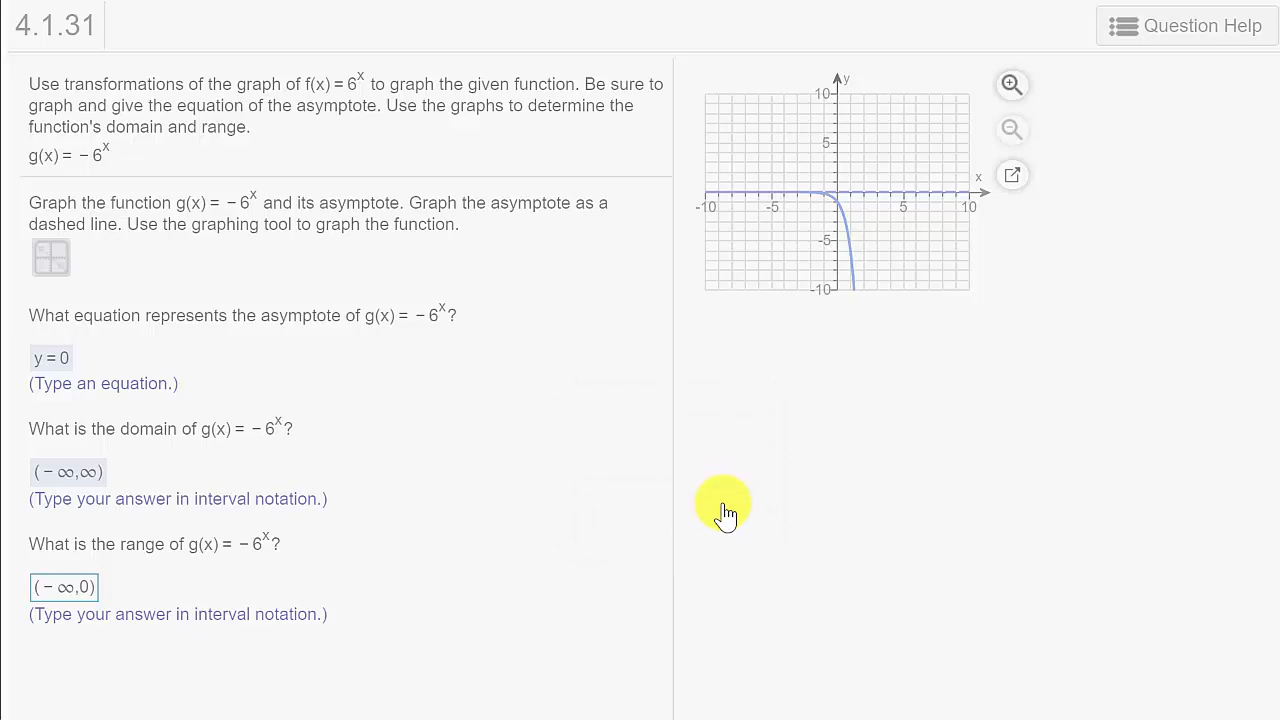 4.1.31
Question Help
Use transformations of the graph of f(x) = 6^x to graph the given function. Be sure to
graph and give the equation of the asymptote. Use the graphs to determine the
function's domain and range.
g(x) = − 6^x
Graph the function g(x) = − 6^x and its asymptote. Graph the asymptote as a
dashed line. Use the graphing tool to graph the function.
What equation represents the asymptote of g(x) = − 6^x?
y = 0
(Type an equation.)
What is the domain of g(x) = − 6^x?
(− ∞,∞)
(Type your answer in interval notation.)
What is the range of g(x) = − 6^x?
(− ∞,0)
(Type your answer in interval notation.)
y
10
5
x
-10 -5 5 10
-5
-10